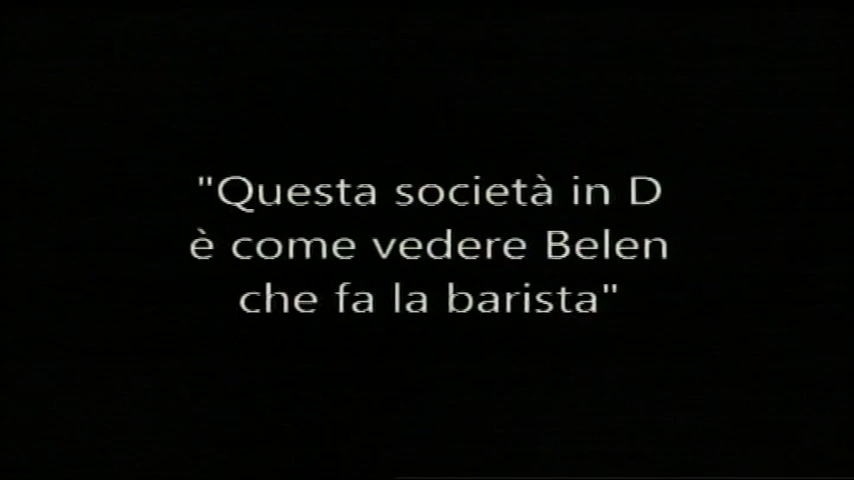 "Questa società in D
è come vedere Belen
che fa la barista"